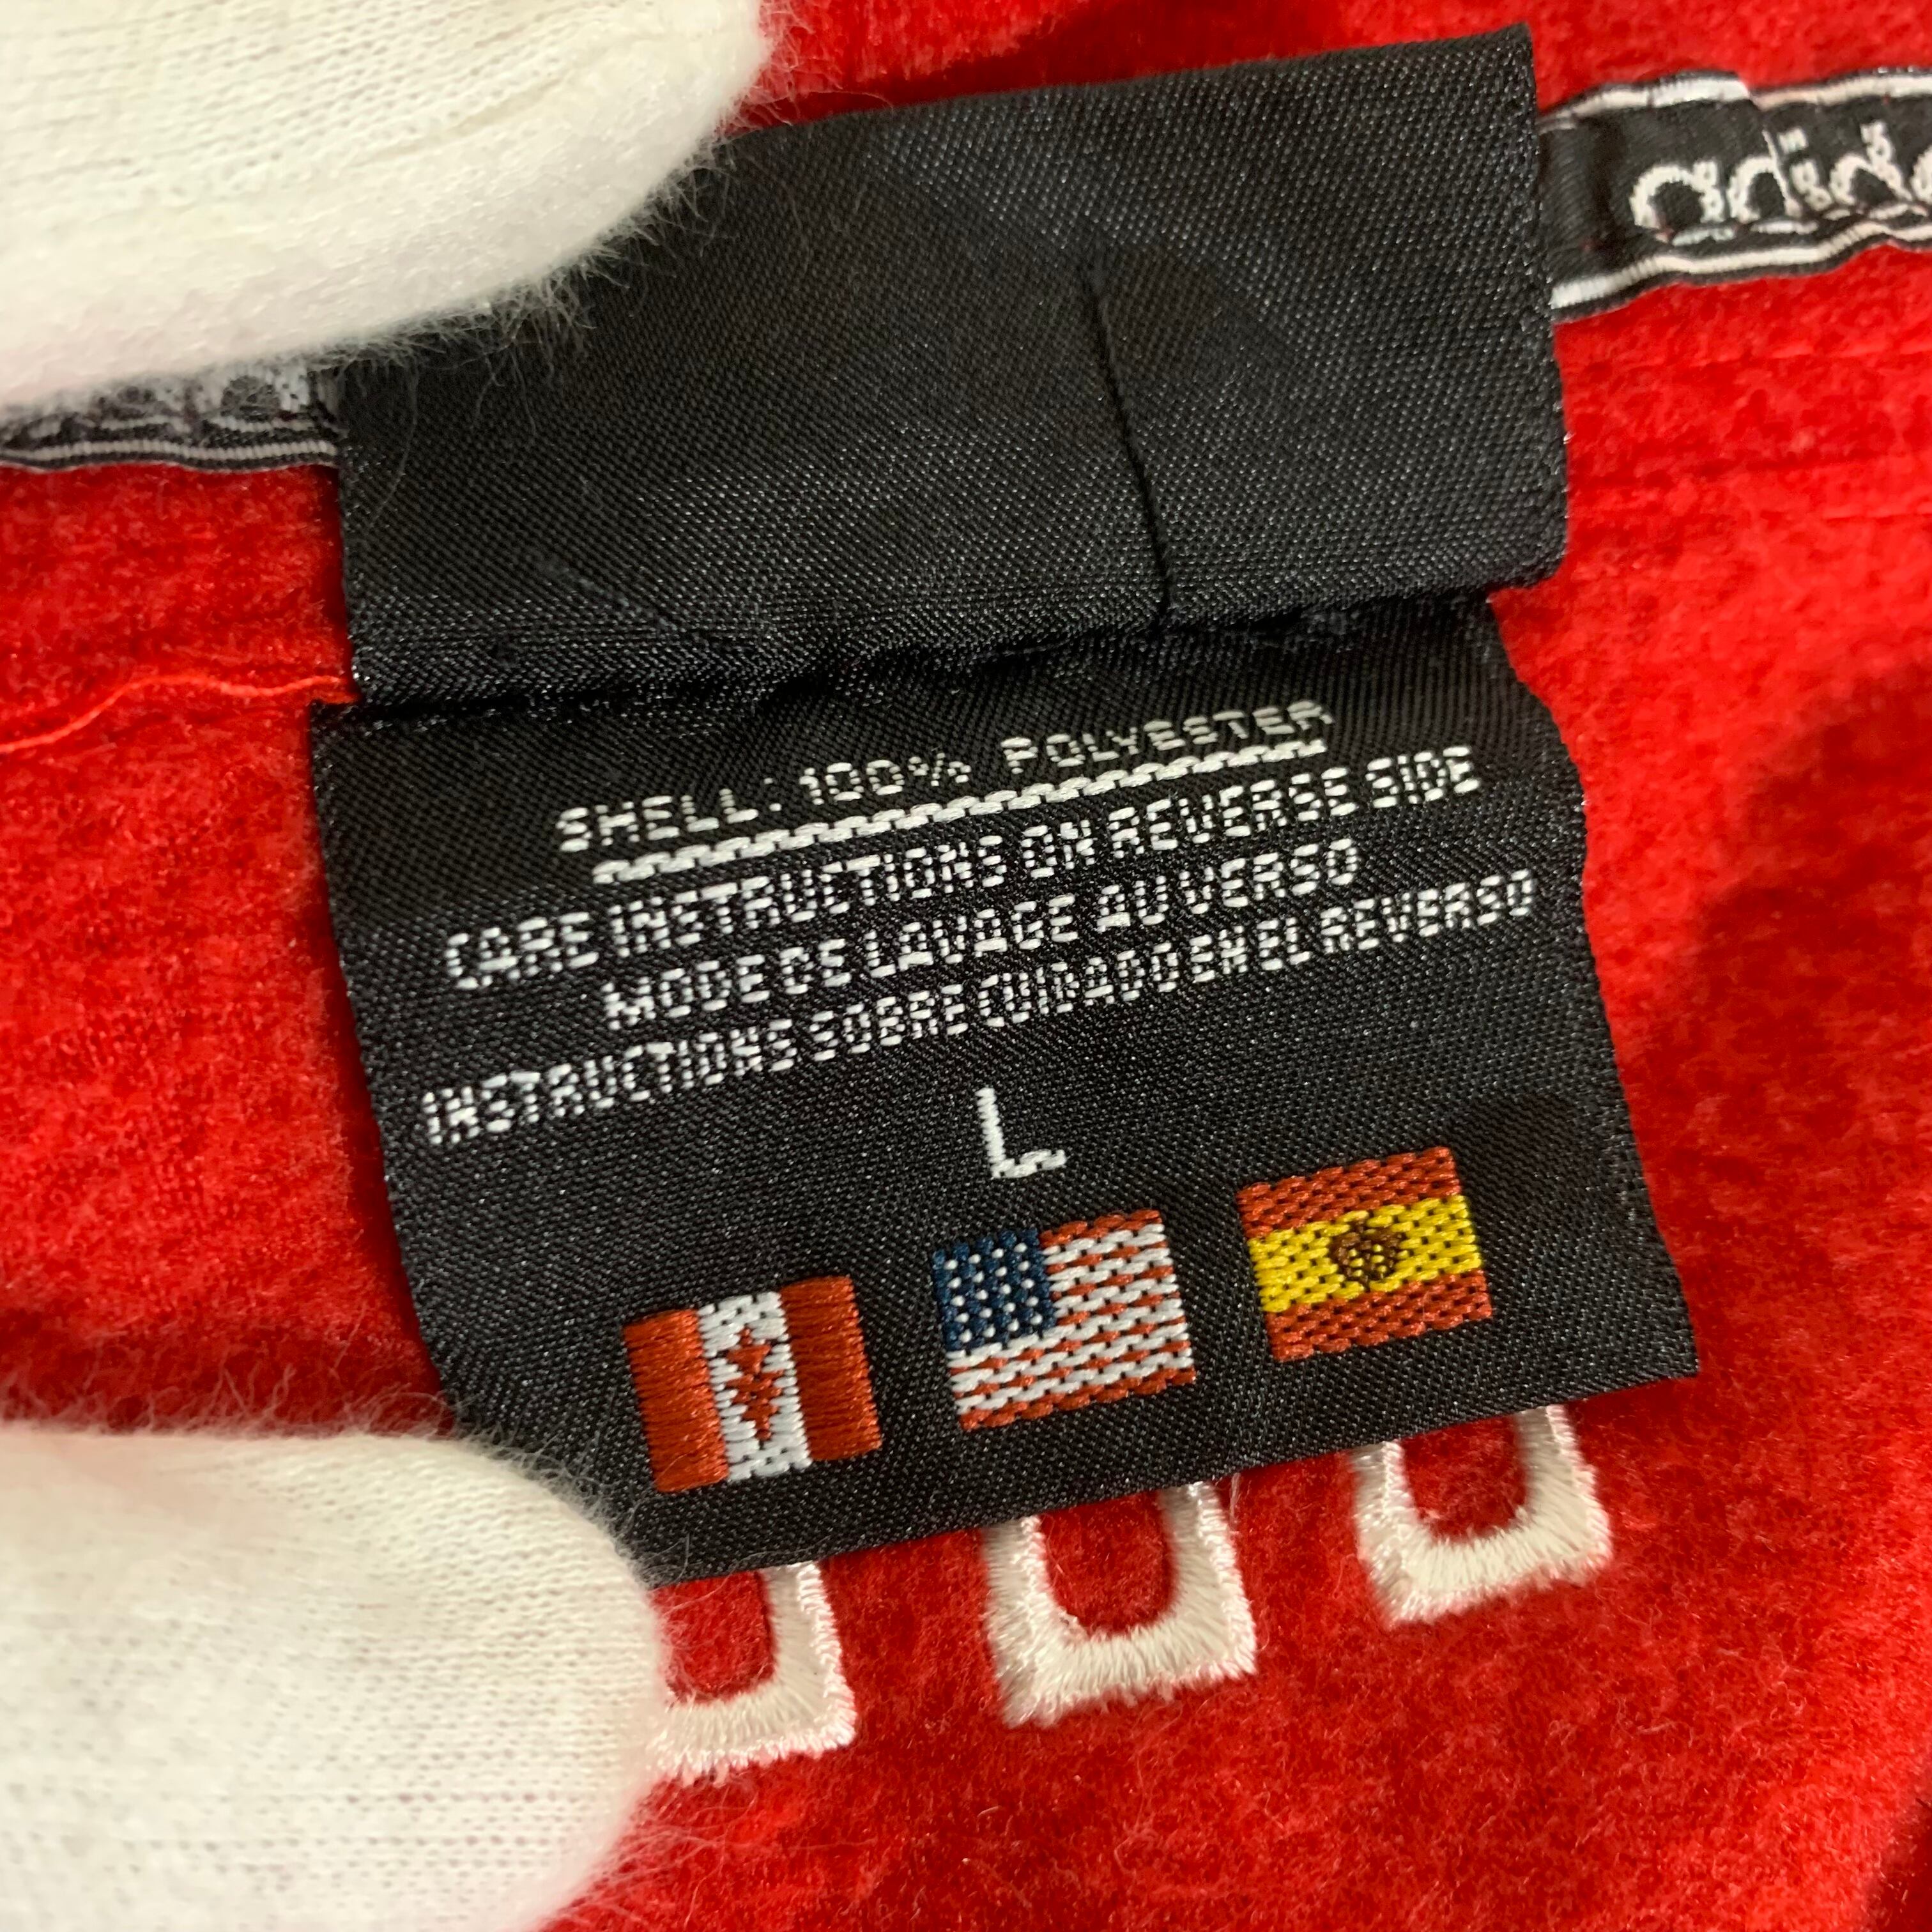 adida
SHELL: 100% POLYESTER
CARE INSTRUCTIONS ON REVERSE SIDE
MODE DE LAVAGE AU VERSO
INSTRUCTIONS SOBRE CUIDADO EN EL REVERSO
L